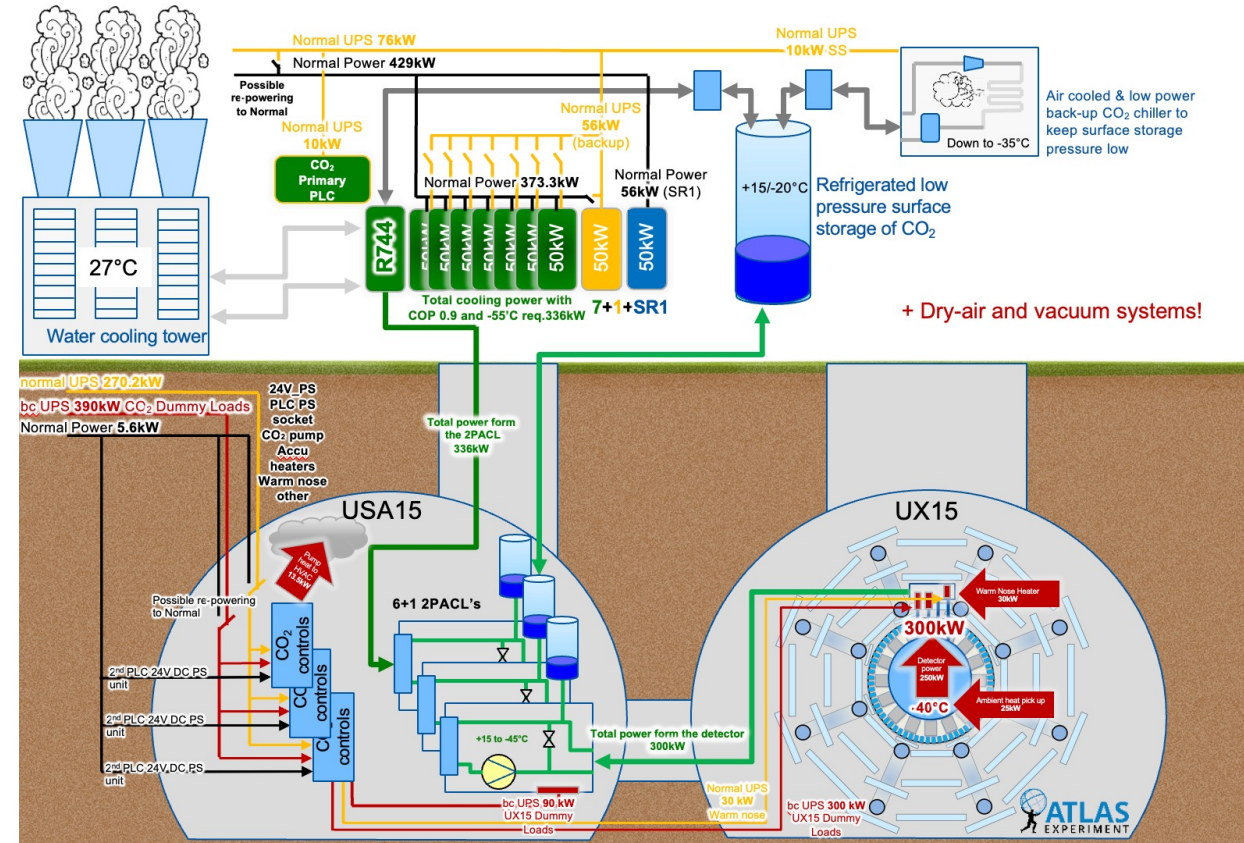 Normal UPS 76kW
Normal Power 429kW
Possible
re-powering
to Normal
Normal UPS
10kW
CO₂
Primary
PLC
Normal UPS
56kW
(backup)
Normal Power 373.3kW
Normal Power
56kW (SR1)
Normal UPS
10kW SS
Air cooled & low power
back-up CO₂ chiller to
keep surface storage
pressure low
Down to -35°C
+15/-20°C
Refrigerated low
pressure surface
storage of CO₂
27°C
Water cooling tower
R744
50kW
50kW
50kW
50kW
50kW
50kW
50kW
50kW
50kW
Total cooling power with
COP 0.9 and -55'C req.336kW
7+1+SR1
+ Dry-air and vacuum systems!
normal UPS 270.2kW
bc UPS 390kW CO₂ Dummy Loads
Normal Power 5.6kW
24V_PS
PLC PS
socket
CO₂ pump
Accu
heaters
Warm nose
other
Total power form
the 2PACL
336kW
USA15
UX15
Pump
heat to
HVAC
13.5kW
Possible re-powering
to Normal
6+1 2PACL's
CO₂
controls
CO
controls
CO
controls
2nd PLC 24V DC PS
unit
2nd PLC 24V DC PS
unit
2nd PLC 24V DC PS
unit
+15 to -45°C
Total power form the detector
300kW
Warm Nose Heater
30kW
300kW
Detector
power
250kW
-40°C
Ambient heat pick up
25kW
bc UPS 90 kW
UX15 Dummy
Loads
Normal UPS
30 kW
Warm nose
bc UPS 300 kW
UX15 Dummy
Loads
ATLAS
EXPERIMENT